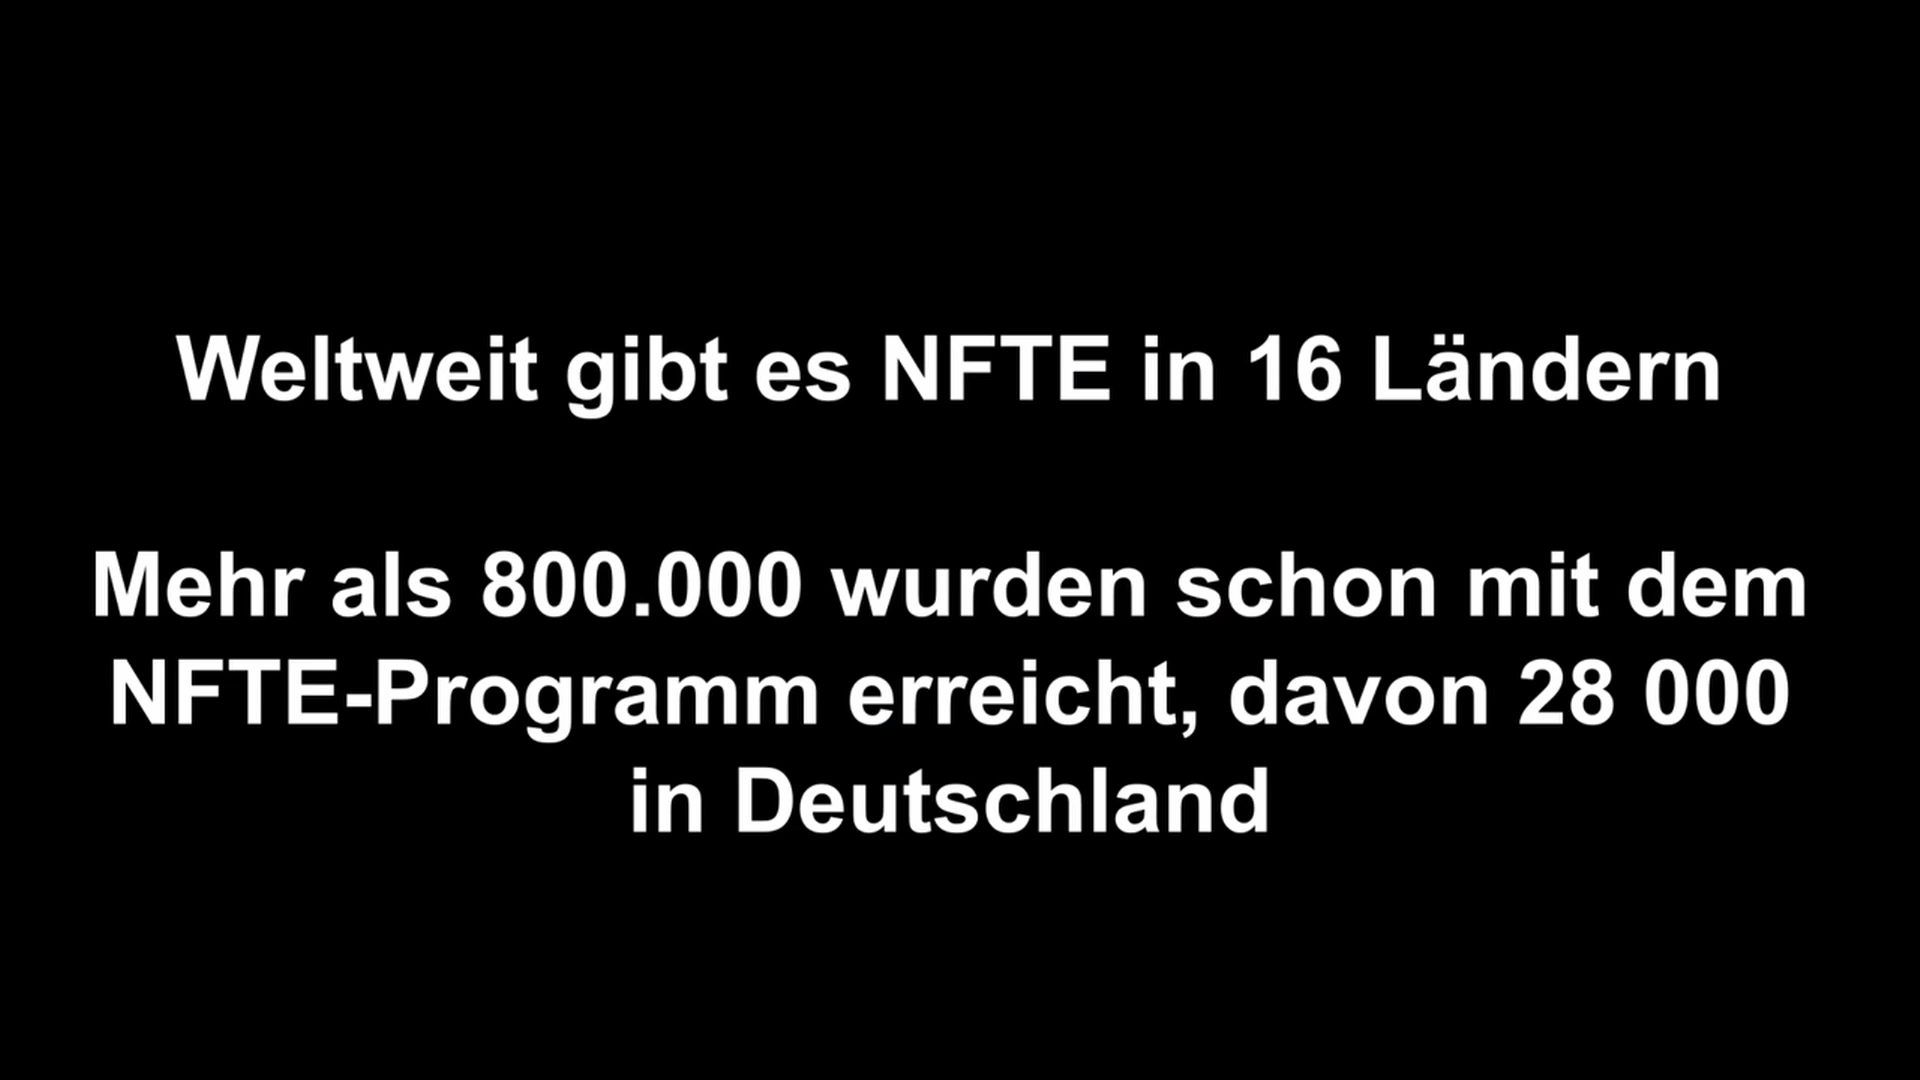 Weltweit gibt es NFTE in 16 Ländern
Mehr als 800.000 wurden schon mit dem
NFTE-Programm erreicht, davon 28 000
in Deutschland